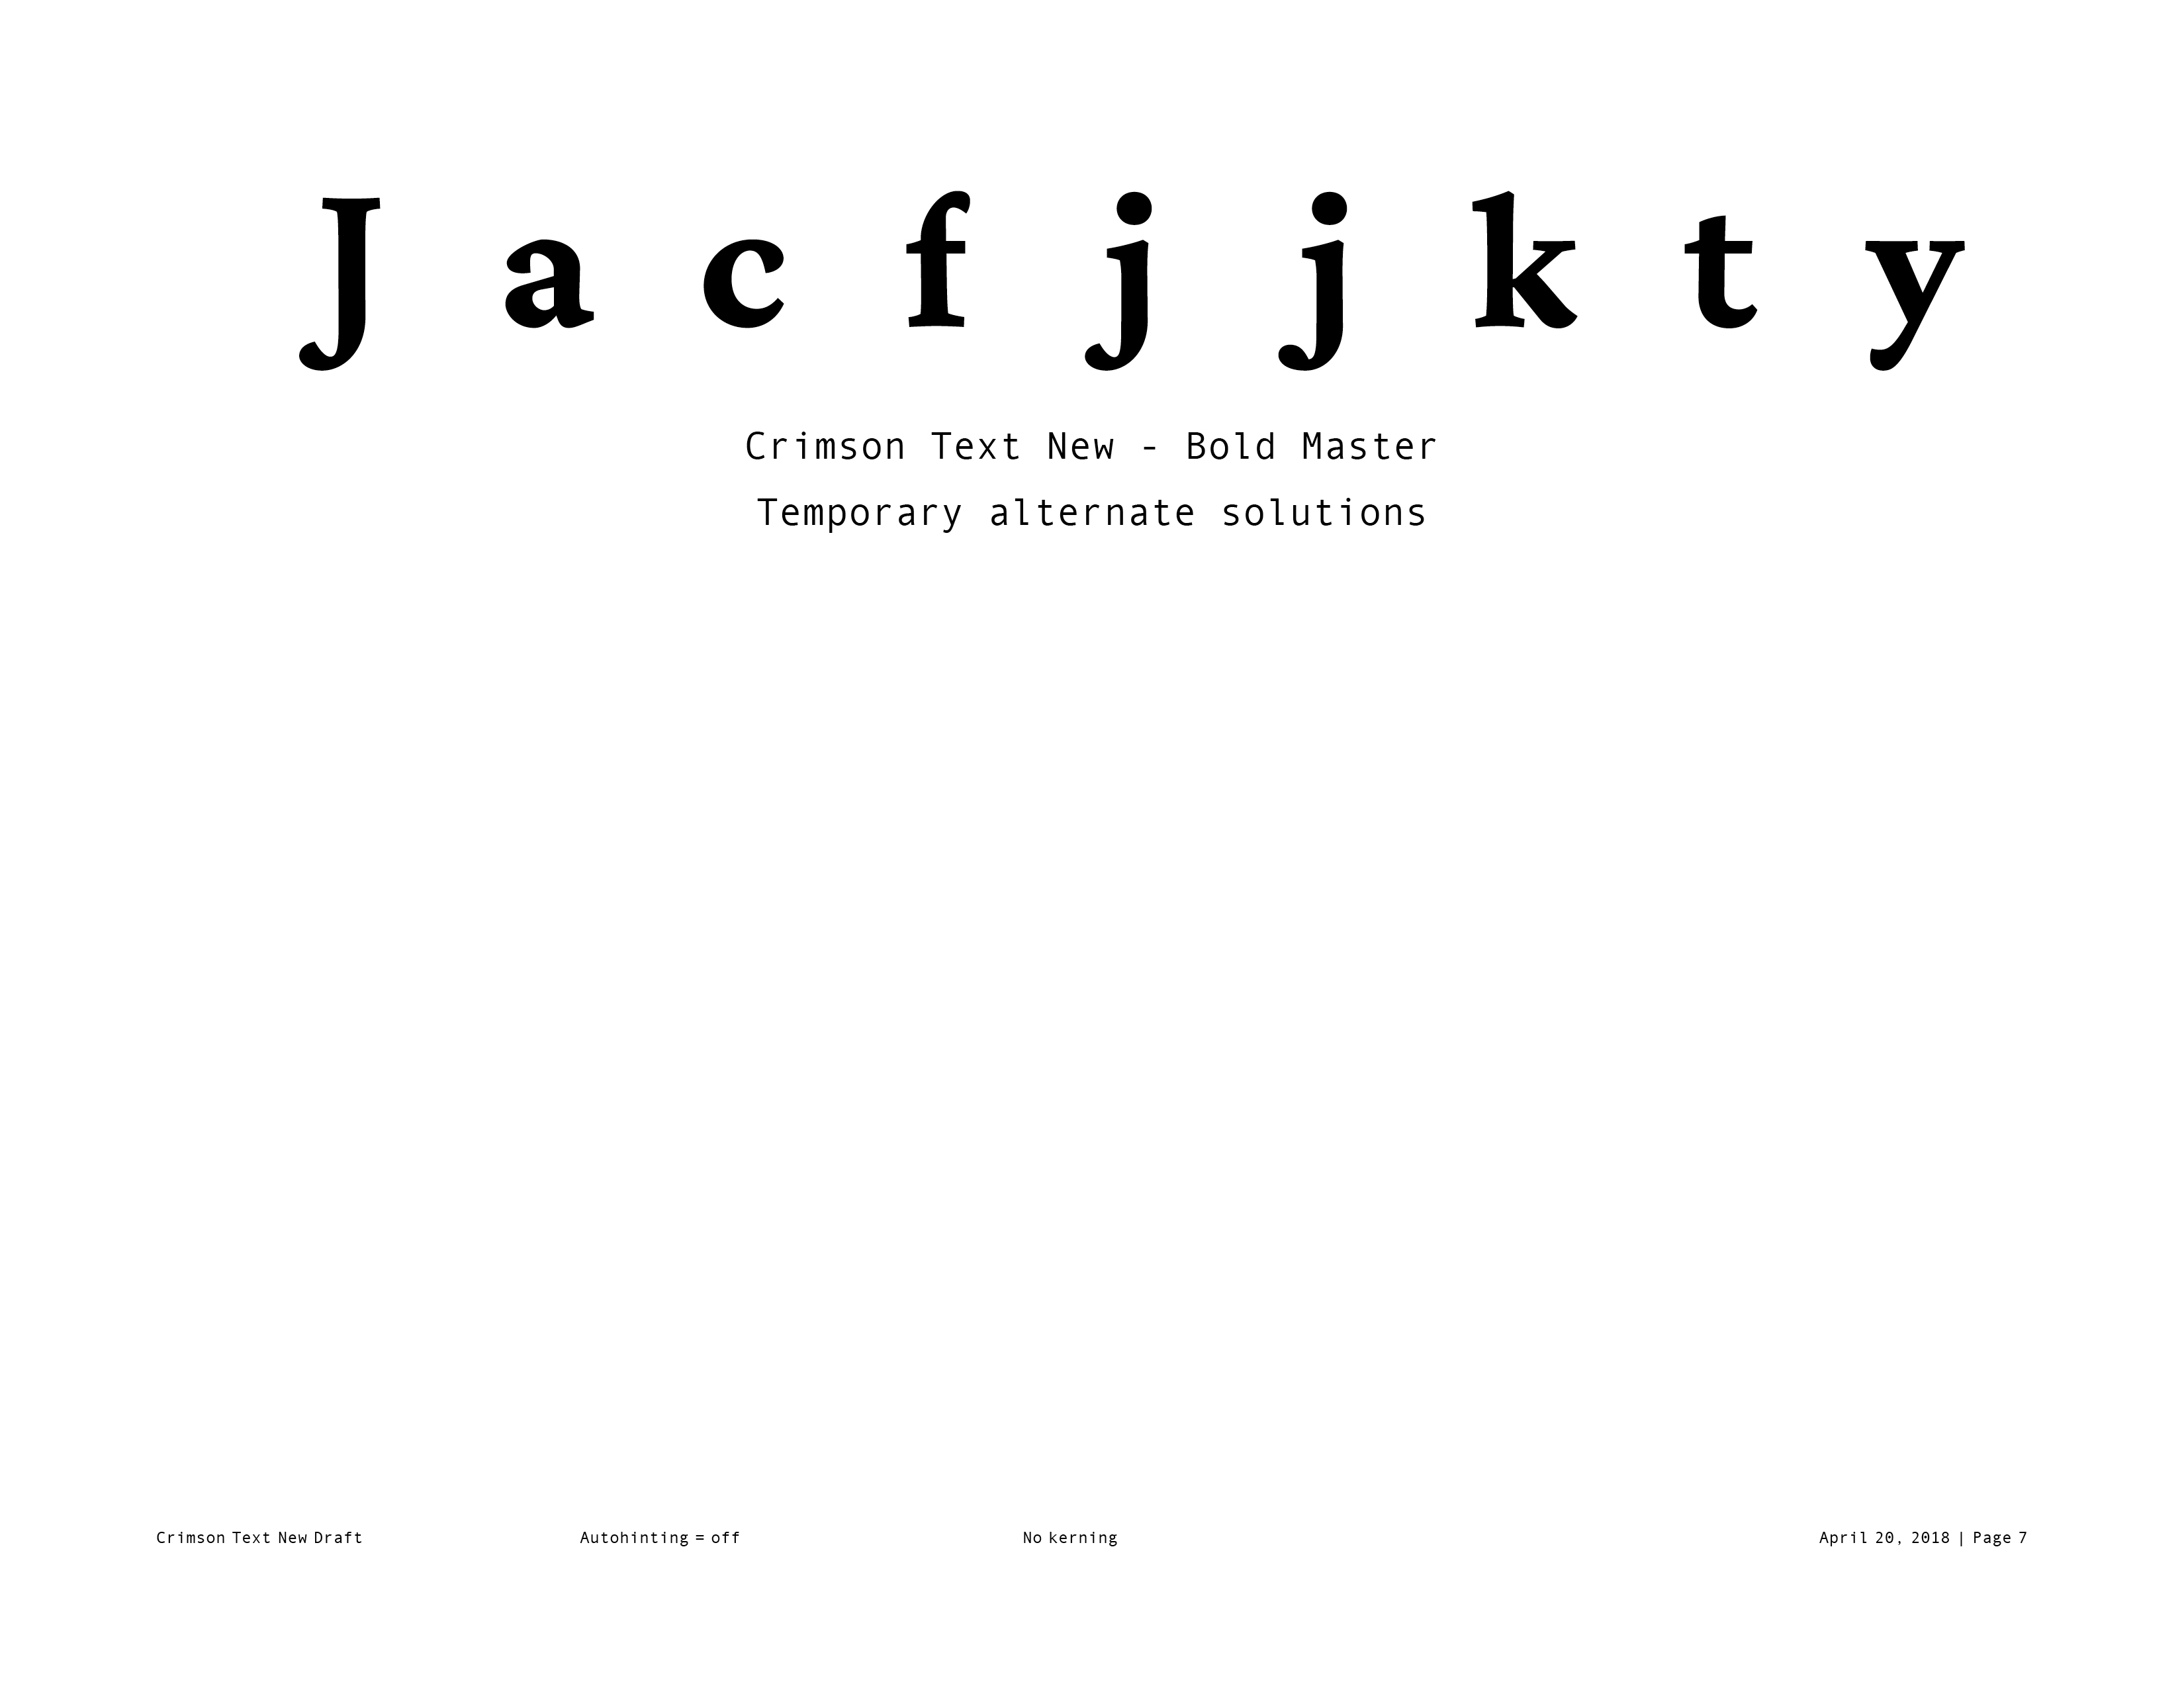 J a c f j j k t y
Crimson Text New - Bold Master
Temporary alternate solutions
Crimson Text New Draft Autohinting = off No kerning April 20, 2018 | Page 7